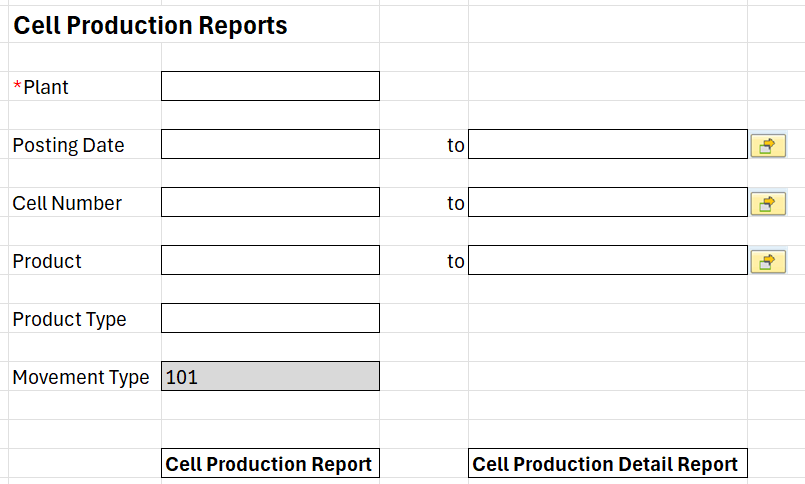 Cell Production Reports
*Plant
Posting Date to
Cell Number to
Product to
Product Type
Movement Type 101
Cell Production Report Cell Production Detail Report